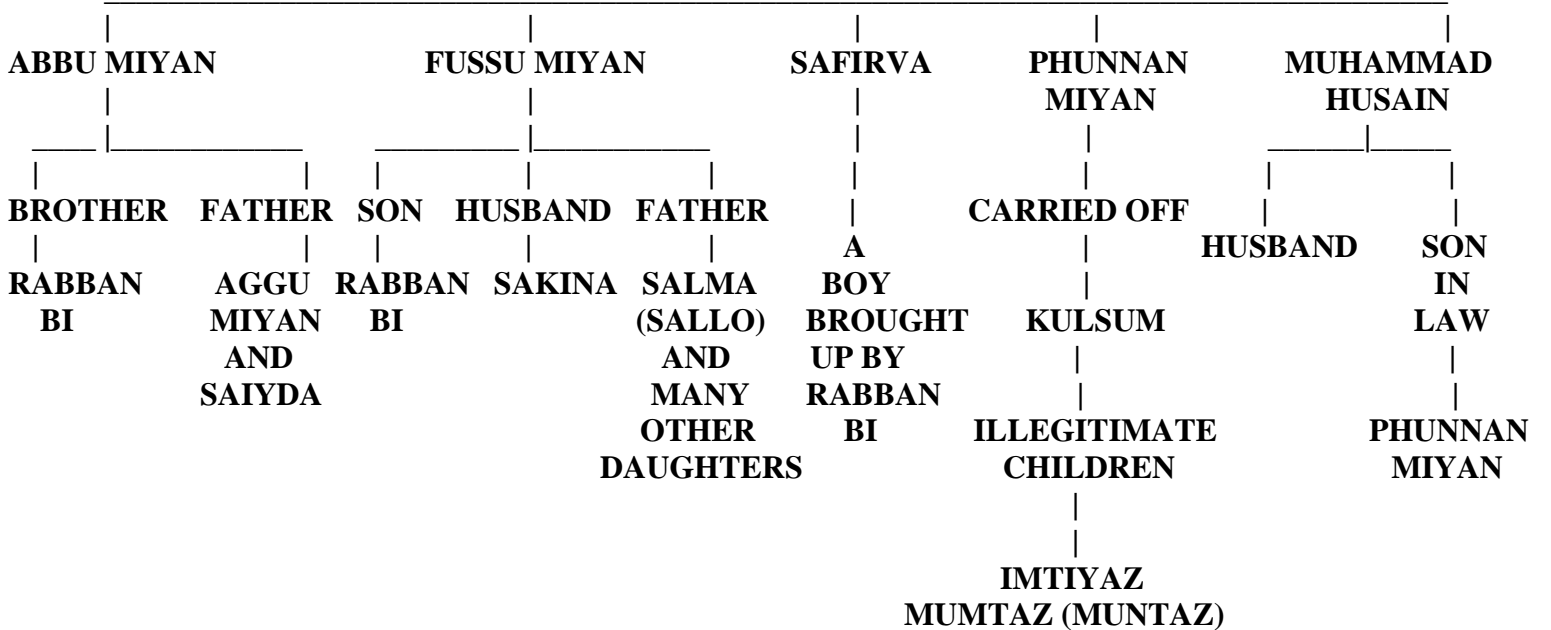 ABBU MIYAN FUSSU MIYAN SAFIRVA PHUNNAN MUHAMMAD
MIYAN HUSAIN
BROTHER FATHER SON HUSBAND FATHER CARRIED OFF
A HUSBAND SON
RABBAN AGGU RABBAN SAKINA SALMA BOY IN
BI MIYAN BI (SALLO) BROUGHT KULSUM LAW
AND AND UP BY
SAIYDA MANY RABBAN
OTHER BI ILLEGITIMATE PHUNNAN
DAUGHTERS CHILDREN MIYAN
IMTIYAZ
MUMTAZ (MUNTAZ)